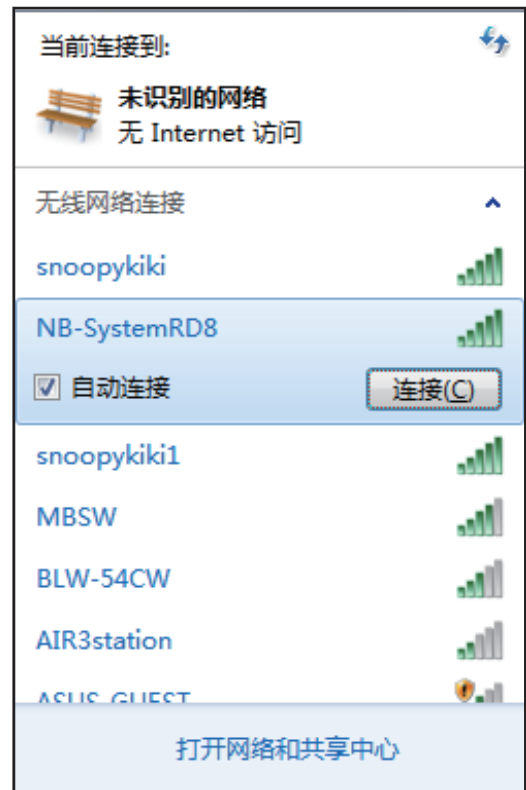 当前连接到:
未识别的网络
无 Internet 访问
无线网络连接
snoopykiki
NB-SystemRD8
自动连接
连接(C)
snoopykiki1
MBSW
BLW-54CW
AIR3station
ASUS-GUEST
打开网络和共享中心